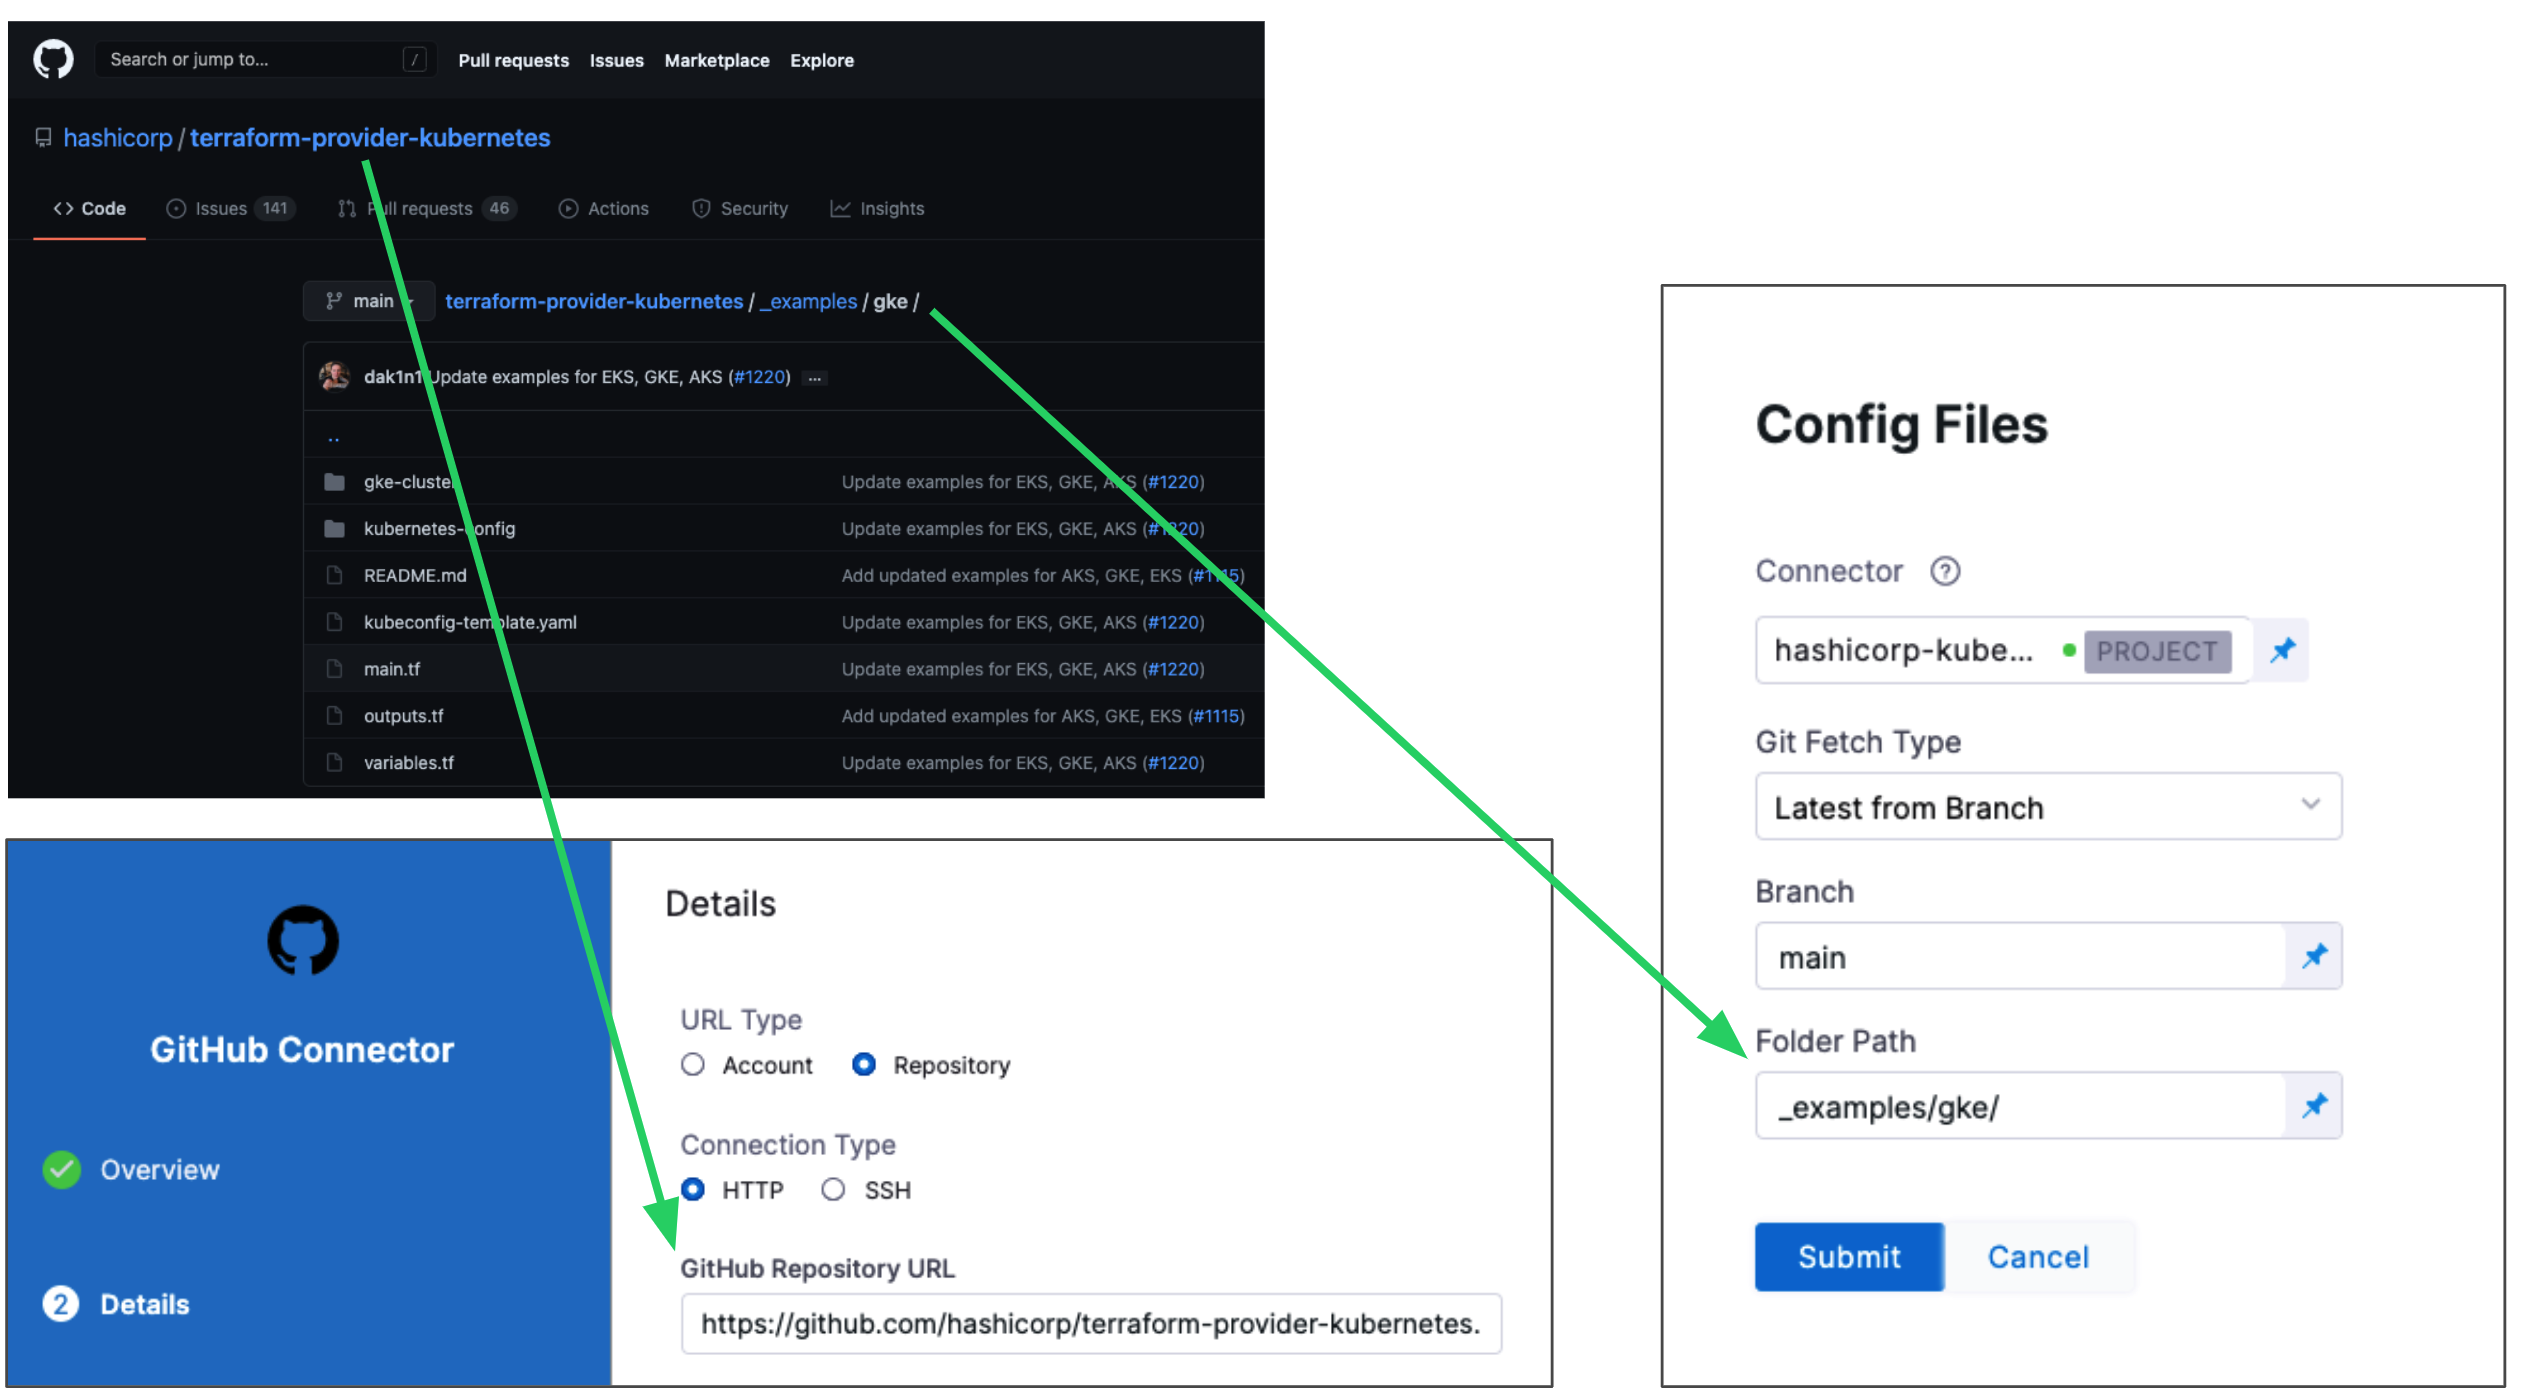 Search or jump to... /
Pull requests Issues Marketplace Explore
hashicorp / terraform-provider-kubernetes
<> Code Issues 141 Pull requests 46 Actions Security Insights
main terraform-provider-kubernetes / _examples / gke /
dak1n1 Update examples for EKS, GKE, AKS (#1220) ...
..
gke-cluster Update examples for EKS, GKE, AKS (#1220)
kubernetes-config Update examples for EKS, GKE, AKS (#1220)
README.md Add updated examples for AKS, GKE, EKS (#1115)
kubeconfig-template.yaml Update examples for EKS, GKE, AKS (#1220)
main.tf Update examples for EKS, GKE, AKS (#1220)
outputs.tf Add updated examples for AKS, GKE, EKS (#1115)
variables.tf Update examples for EKS, GKE, AKS (#1220)
GitHub Connector
Overview
2 Details
Details
URL Type
Account Repository
Connection Type
HTTP SSH
GitHub Repository URL
https://github.com/hashicorp/terraform-provider-kubernetes.
Config Files
Connector ?
hashicorp-kube... PROJECT
Git Fetch Type
Latest from Branch
Branch
main
Folder Path
_examples/gke/
Submit Cancel